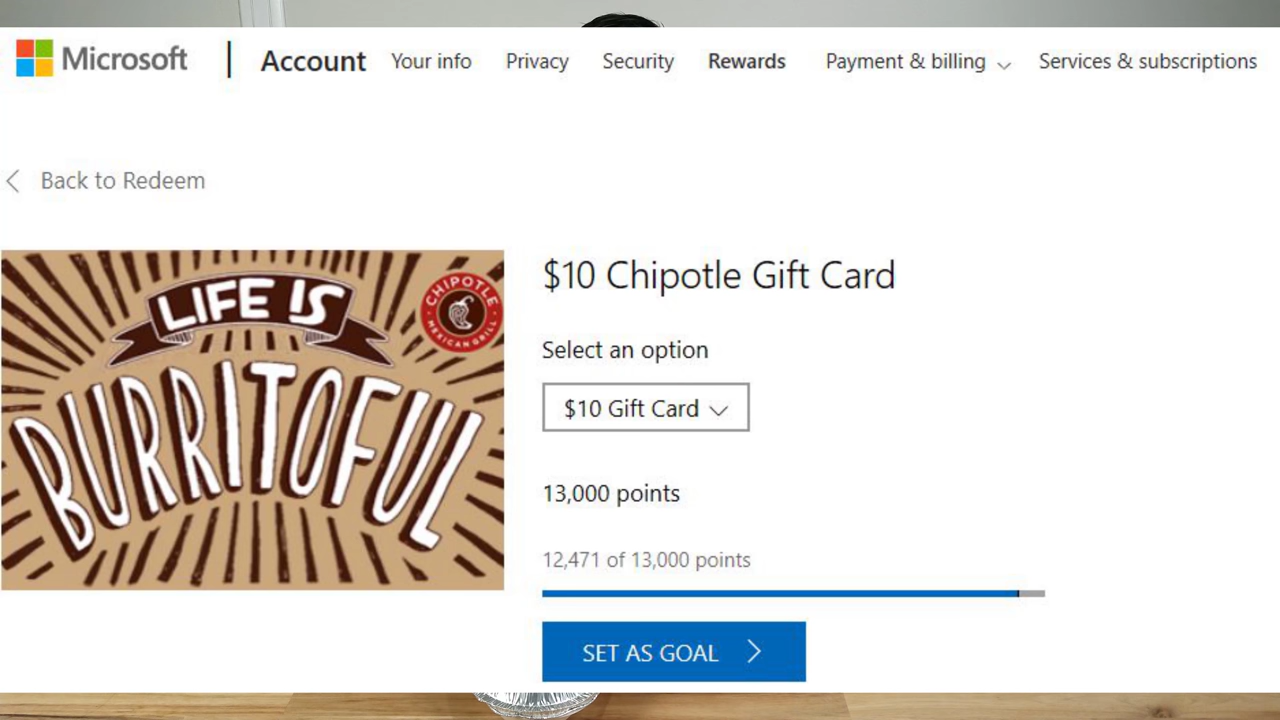 Microsoft | Account Your info Privacy Security Rewards Payment & billing Services & subscriptions
Back to Redeem
LIFE IS
BURRITOFUL
CHIPOTLE
MEXICAN GRILL
$10 Chipotle Gift Card
Select an option
$10 Gift Card
13,000 points
12,471 of 13,000 points
SET AS GOAL